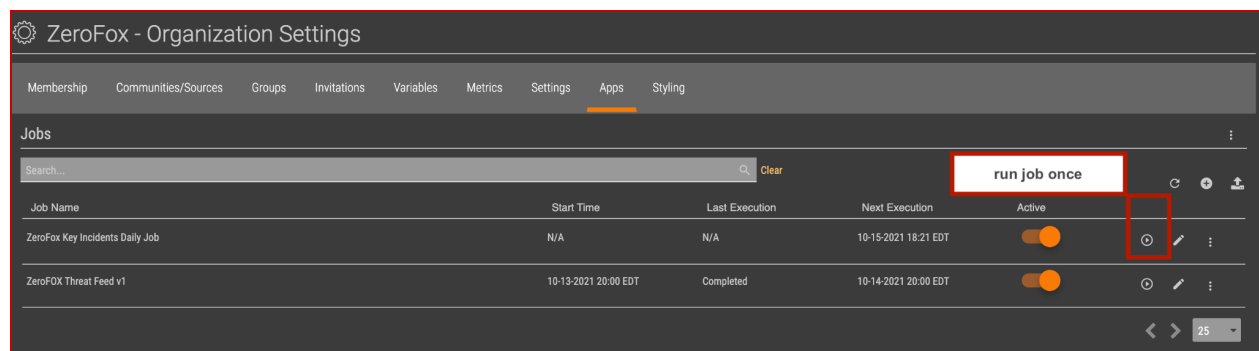 ZeroFox - Organization Settings
Membership Communities/Sources Groups Invitations Variables Metrics Settings Apps Styling
Jobs
Search... Clear
run job once
Job Name Start Time Last Execution Next Execution Active
ZeroFox Key Incidents Daily Job N/A N/A 10-15-2021 18:21 EDT
ZeroFOX Threat Feed v1 10-13-2021 20:00 EDT Completed 10-14-2021 20:00 EDT
25